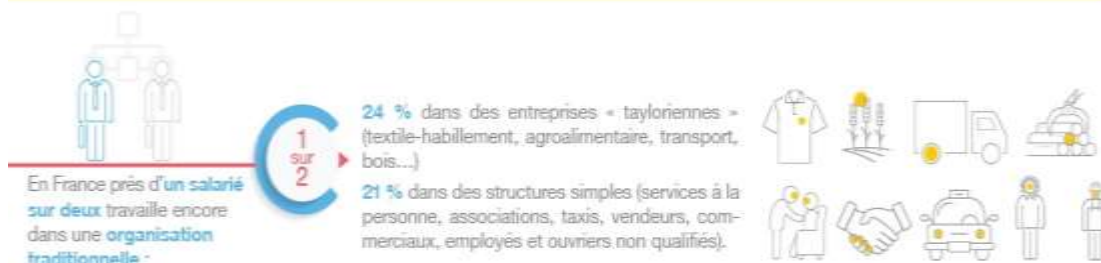 En France près d'un salarié
sur deux travaille encore
dans une organisation
traditionnelle :
1
sur
2
24 % dans des entreprises « tayloriennes »
(textile-habillement, agroalimentaire, transport,
bois...)
21 % dans des structures simples (services à la
personne, associations, taxis, vendeurs, com-
merciaux, employés et ouvriers non qualifiés).